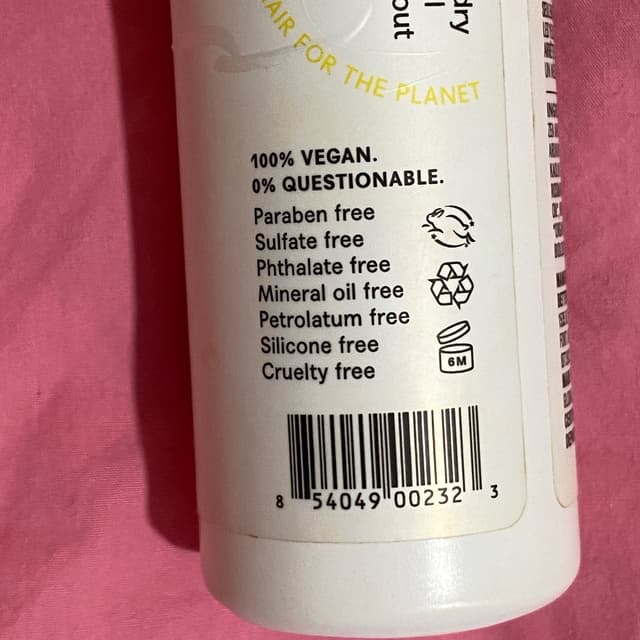 dry
out
AIR FOR THE PLANET
100% VEGAN.
0% QUESTIONABLE.
Paraben free
Sulfate free
Phthalate free
Mineral oil free
Petrolatum free
Silicone free
Cruelty free
6M
8 54049 00232 3